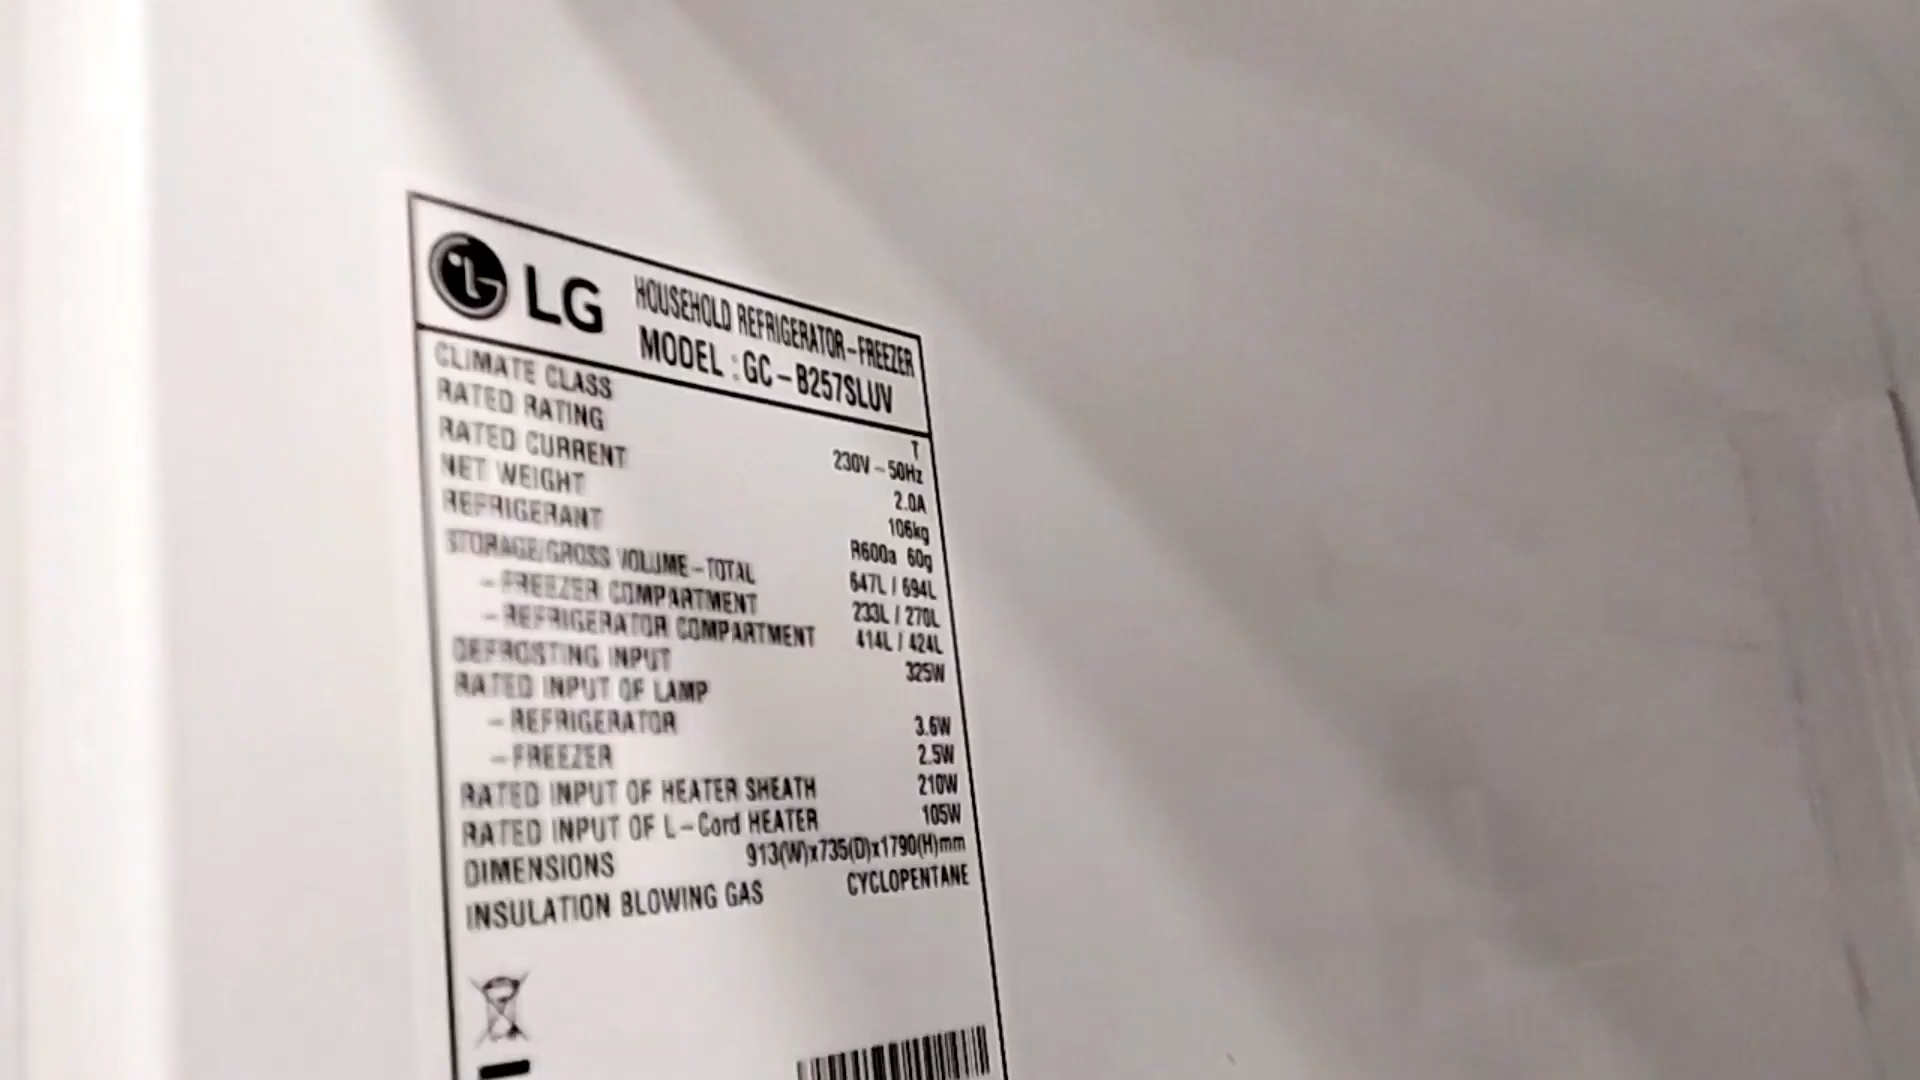 LG HOUSEHOLD REFRIGERATOR-FREEZER
MODEL : GC-B257SLUV
CLIMATE CLASS T
RATED RATING 230V~50Hz
RATED CURRENT 2.0A
NET WEIGHT 106kg
REFRIGERANT R600a 60g
STORAGE/GROSS VOLUME-TOTAL 647L / 694L
-FREEZER COMPARTMENT 233L / 270L
-REFRIGERATOR COMPARTMENT 414L / 424L
DEFROSTING INPUT 325W
RATED INPUT OF LAMP
-REFRIGERATOR 3.6W
-FREEZER 2.5W
RATED INPUT OF HEATER SHEATH 210W
RATED INPUT OF L-Cord HEATER 105W
DIMENSIONS 913(W)x735(D)x1790(H)mm
INSULATION BLOWING GAS CYCLOPENTANE